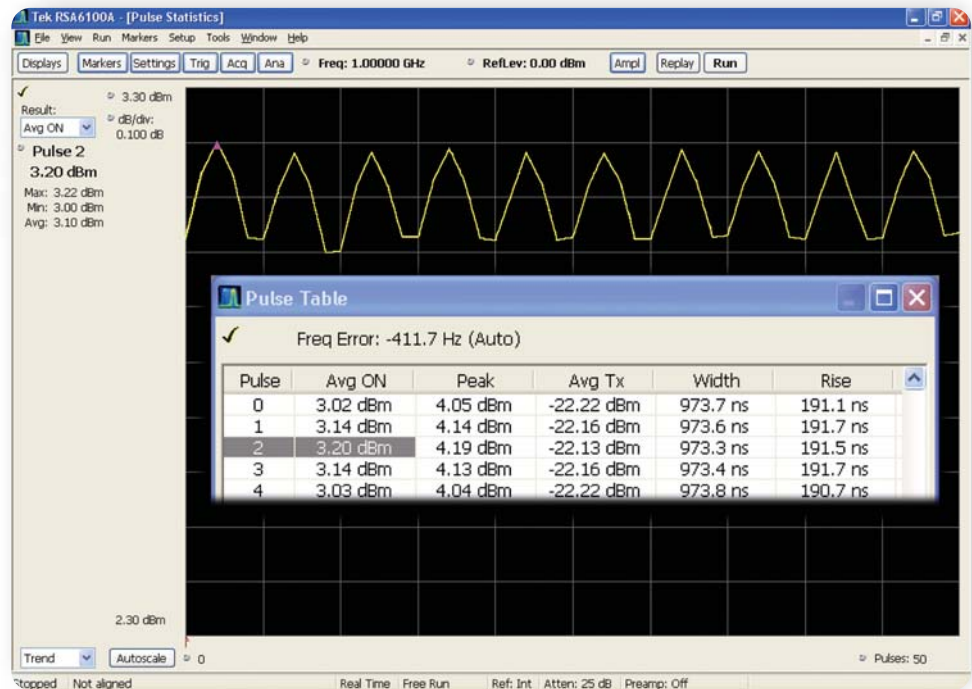 Tek RSA6100A - [Pulse Statistics]
File View Run Markers Setup Tools Window Help
Displays Markers Settings Trig Acq Ana Freq: 1.00000 GHz RefLev: 0.00 dBm Ampl Replay Run
3.30 dBm
Result:
Avg ON
dB/div:
0.100 dB
Pulse 2
3.20 dBm
Max: 3.22 dBm
Min: 3.00 dBm
Avg: 3.10 dBm
Pulse Table
Freq Error: -411.7 Hz (Auto)
Pulse Avg ON Peak Avg Tx Width Rise
0 3.02 dBm 4.05 dBm -22.22 dBm 973.7 ns 191.1 ns
1 3.14 dBm 4.14 dBm -22.16 dBm 973.6 ns 191.7 ns
2 3.20 dBm 4.19 dBm -22.13 dBm 973.3 ns 191.5 ns
3 3.14 dBm 4.13 dBm -22.16 dBm 973.4 ns 191.7 ns
4 3.03 dBm 4.04 dBm -22.22 dBm 973.8 ns 190.7 ns
2.30 dBm
Trend Autoscale 0 Pulses: 50
Stopped Not aligned Real Time Free Run Ref: Int Atten: 25 dB Preamp: Off